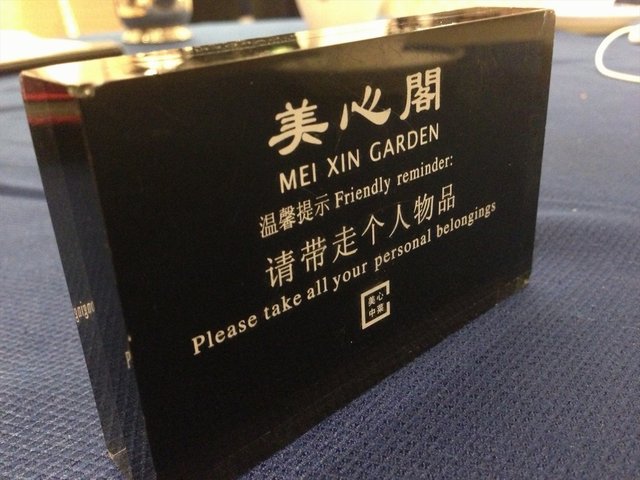 美心閣
MEI XIN GARDEN
温馨提示 Friendly reminder:
请带走个人物品
Please take all your personal belongings
美心
中菜